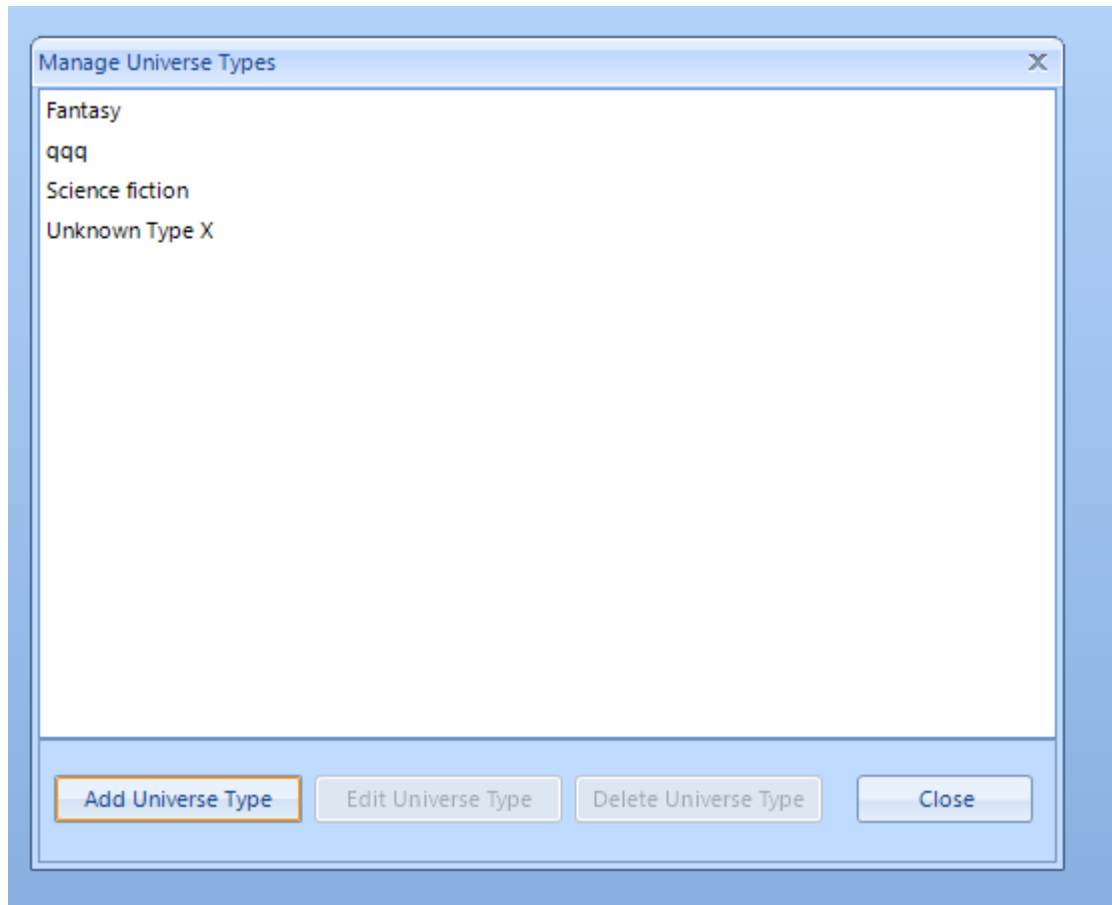 Manage Universe Types
Fantasy
qqq
Science fiction
Unknown Type X
Add Universe Type Edit Universe Type Delete Universe Type Close